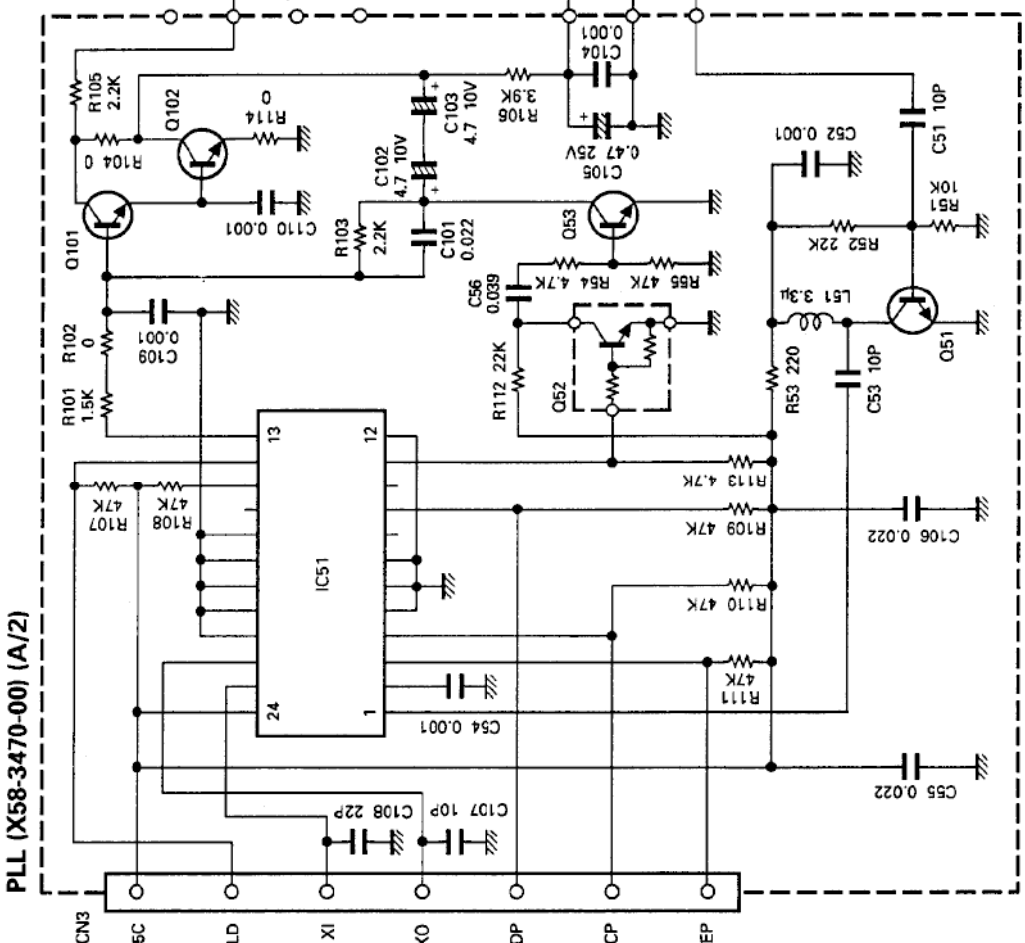 PLL (X58-3470-00) (A/2)
R105
2.2K
R104 0
Q102
R114
0
C103
4.7 10V
R106
3.9K
C104
0.001
0.47 25V
C105
C51 10P
C52 0.001
Q101
C110 0.001
C102
4.7 10V
R103
2.2K
C101
0.022
Q53
R51
10K
R52 22K
R102
0
C109
0.001
C56
0.039
R54 4.7K
R55 47K
L51 3.3μ
Q51
R101
1.5K
R112 22K
Q52
R53 220
C53 10P
13
12
R107
47K
R108
47K
R113 4.7K
R109
47K
C106 0.022
IC51
R110
47K
R111
47K
24
1
C54 0.001
C55 0.022
C108 22P
C107 10P
CN3
5C
LD
XI
XO
DP
CP
EP